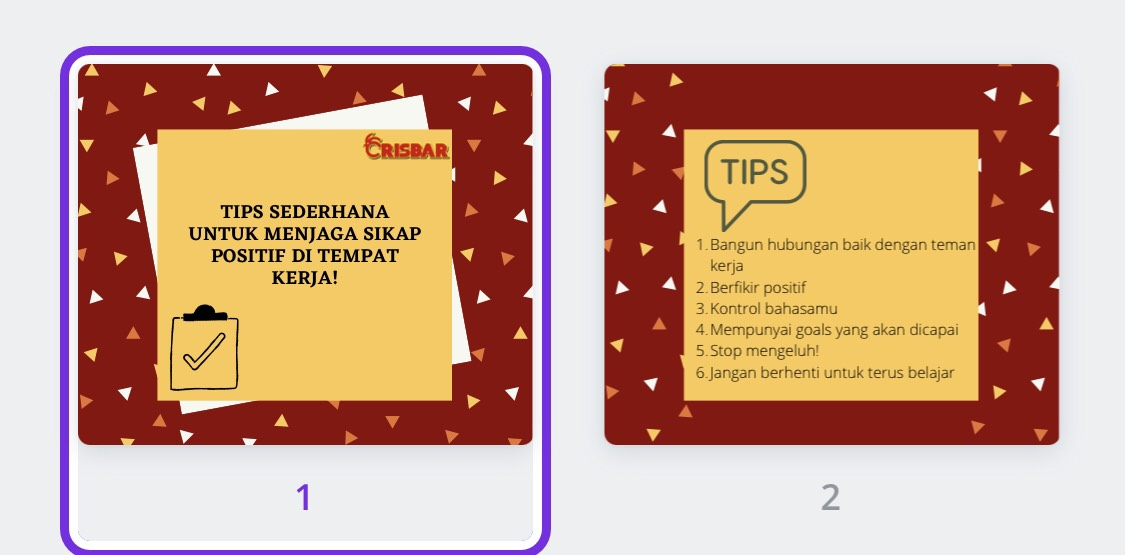 CRISBAR
TIPS SEDERHANA
UNTUK MENJAGA SIKAP
POSITIF DI TEMPAT
KERJA!
1
TIPS
1. Bangun hubungan baik dengan teman
kerja
2. Berfikir positif
3. Kontrol bahasamu
4. Mempunyai goals yang akan dicapai
5. Stop mengeluh!
6. Jangan berhenti untuk terus belajar
2